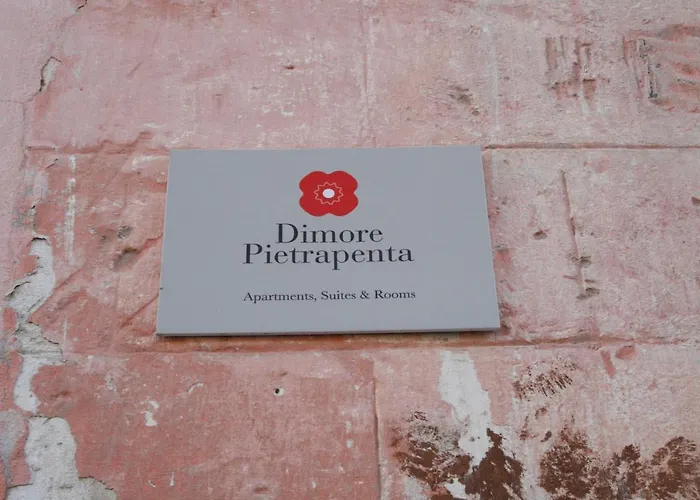 Dimore
Pietrapenta
Apartments, Suites & Rooms